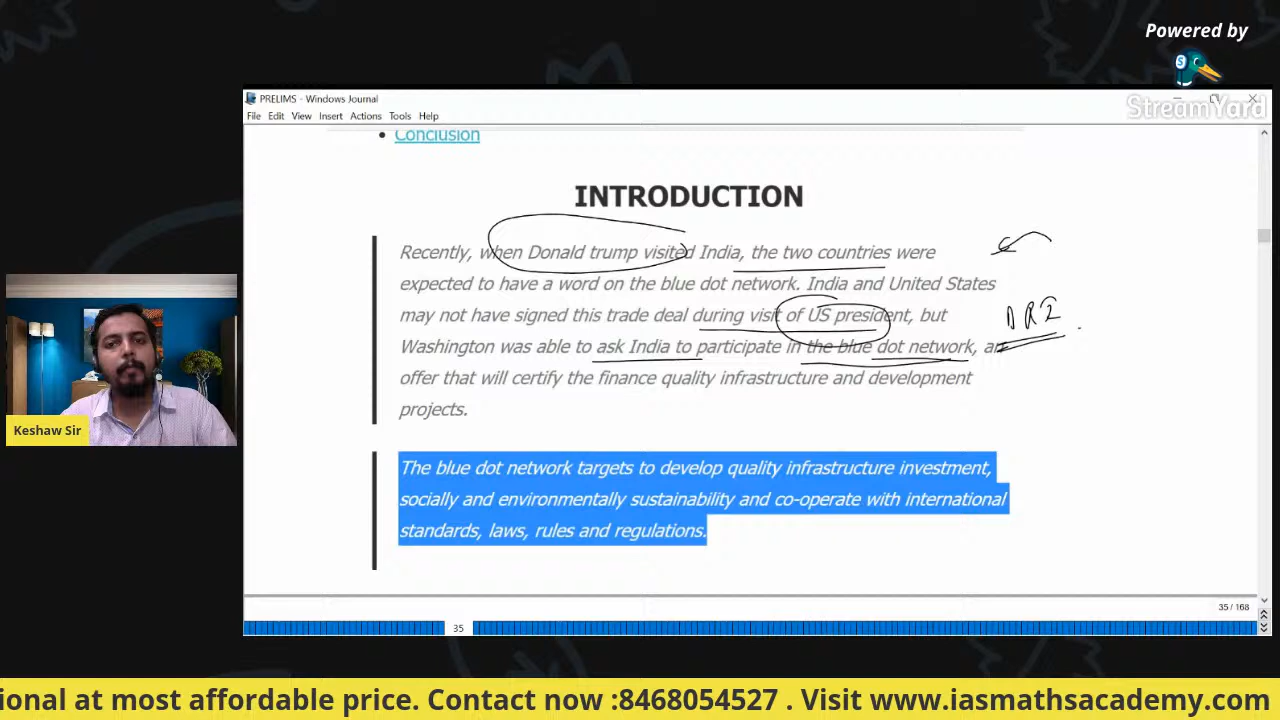 Powered by
StreamYard
PRELIMS - Windows Journal
File Edit View Insert Actions Tools Help
• Conclusion
INTRODUCTION
Recently, when Donald trump visited India, the two countries were
expected to have a word on the blue dot network. India and United States
may not have signed this trade deal during visit of US president, but
Washington was able to ask India to participate in the blue dot network, an
offer that will certify the finance quality infrastructure and development
projects.
The blue dot network targets to develop quality infrastructure investment,
socially and environmentally sustainability and co-operate with international
standards, laws, rules and regulations.
Keshaw Sir
35 / 168
35
ional at most affordable price. Contact now :8468054527 . Visit www.iasmathsacademy.com